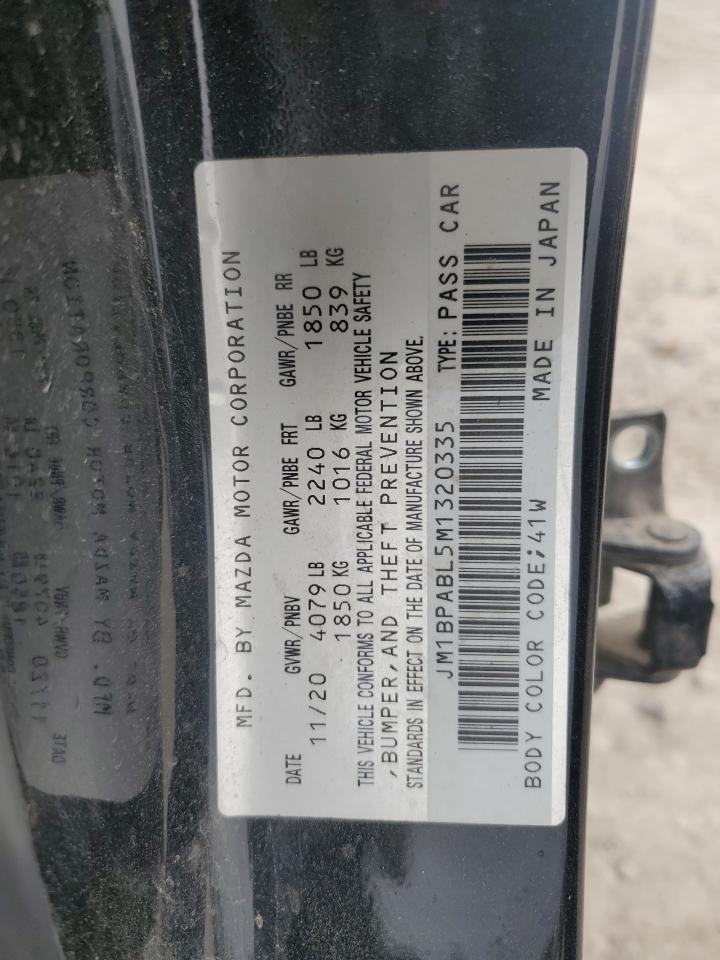 MFD. BY MAZDA MOTOR CORPORATION
DATE GVWR/PNBV GAWR/PNBE FRT GAWR/PNBE RR
11/20 4079 LB 2240 LB 1850 LB
1850 KG 1016 KG 839 KG
THIS VEHICLE CONFORMS TO ALL APPLICABLE FEDERAL MOTOR VEHICLE SAFETY
,BUMPER,AND THEFT PREVENTION
STANDARDS IN EFFECT ON THE DATE OF MANUFACTURE SHOWN ABOVE.
JM1BPABL5M1320335 TYPE: PASS CAR
BODY COLOR CODE;41W MADE IN JAPAN